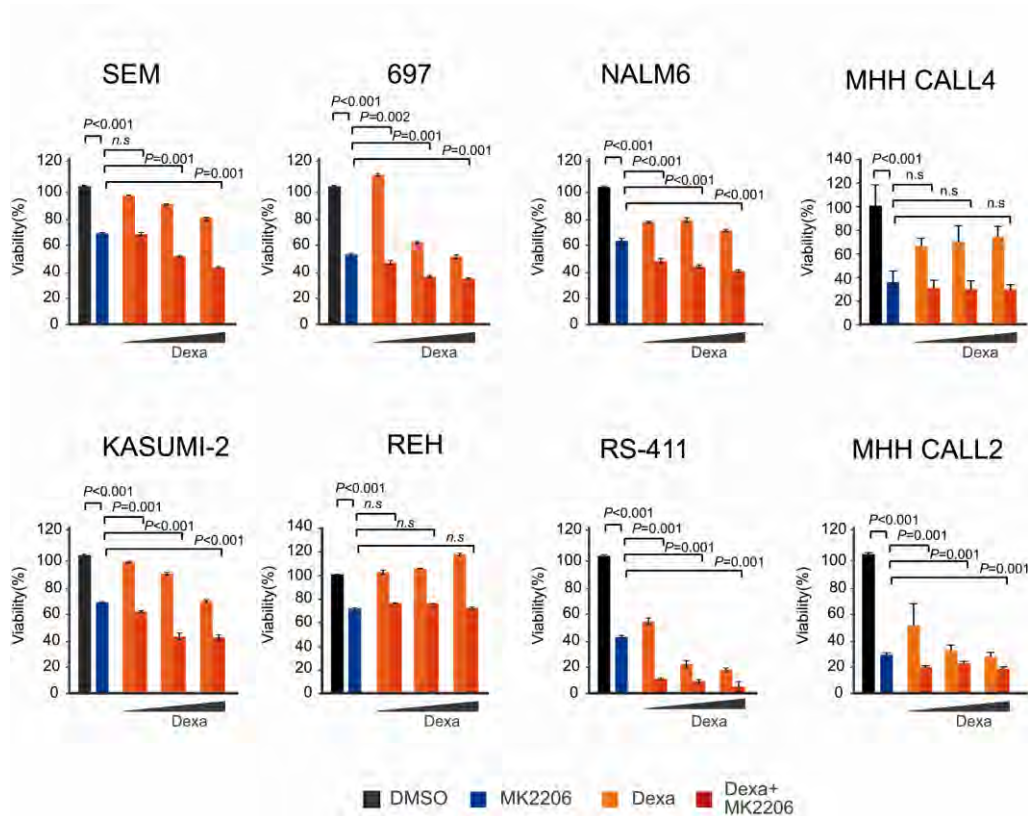 SEM
P<0.001
n.s
P=0.001
P=0.001
Viability(%)
120
100
80
60
40
20
0
Dexa
697
P<0.001
P=0.002
P=0.001
P=0.001
Viability(%)
120
100
80
60
40
20
0
Dexa
NALM6
P<0.001
P<0.001
P<0.001
P<0.001
Viability(%)
120
100
80
60
40
20
0
Dexa
MHH CALL4
P<0.001
n.s
n.s
n.s
Viability(%)
140
120
100
80
60
40
20
0
Dexa
KASUMI-2
P<0.001
P=0.001
P<0.001
P<0.001
Viability(%)
120
100
80
60
40
20
0
Dexa
REH
P<0.001
n.s
n.s
n.s
Viability(%)
140
120
100
80
60
40
20
0
Dexa
RS-411
P<0.001
P=0.001
P=0.001
P=0.001
Viability(%)
120
100
80
60
40
20
0
Dexa
MHH CALL2
P<0.001
P=0.001
P=0.001
P=0.001
Viability(%)
120
100
80
60
40
20
0
Dexa
DMSO
MK2206
Dexa
Dexa+
MK2206